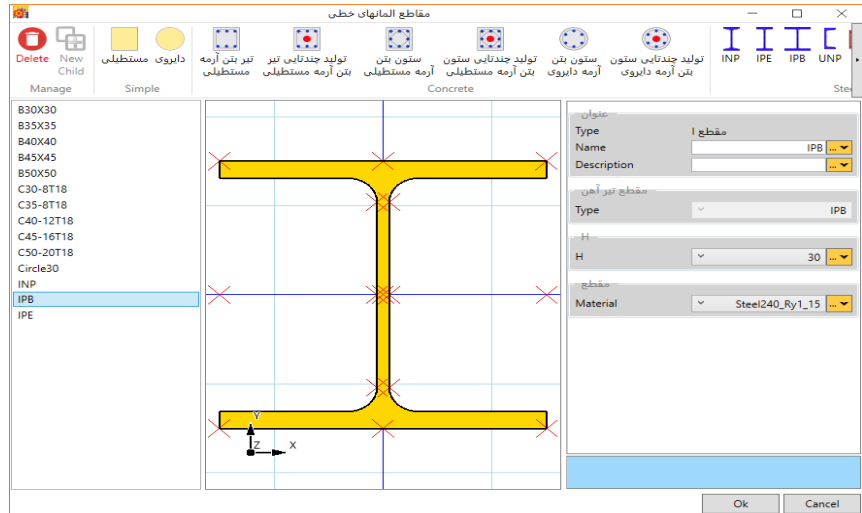 مقاطع المانهای خطی
Delete
New Child
مستطیلی
دایروی
تیر بتن آرمه مستطیلی
تولید چندتایی تیر بتن آرمه مستطیلی
ستون بتن آرمه مستطیلی
تولید چندتایی ستون بتن آرمه مستطیلی
ستون بتن آرمه دایروی
تولید چندتایی ستون بتن آرمه دایروی
INP
IPE
IPB
UNP
Manage
Simple
Concrete
B30X30
B35X35
B40X40
B45X45
B50X50
C30-8T18
C35-8T18
C40-12T18
C45-16T18
C50-20T18
Circle30
INP
IPB
IPE
Y
Z
X
عنوان
Type مقطع I
Name IPB ...
Description ...
مقطع تیر آهن
Type IPB
H
H 30 ...
مقطع
Material Steel240_Ry1_15 ...
Ok
Cancel